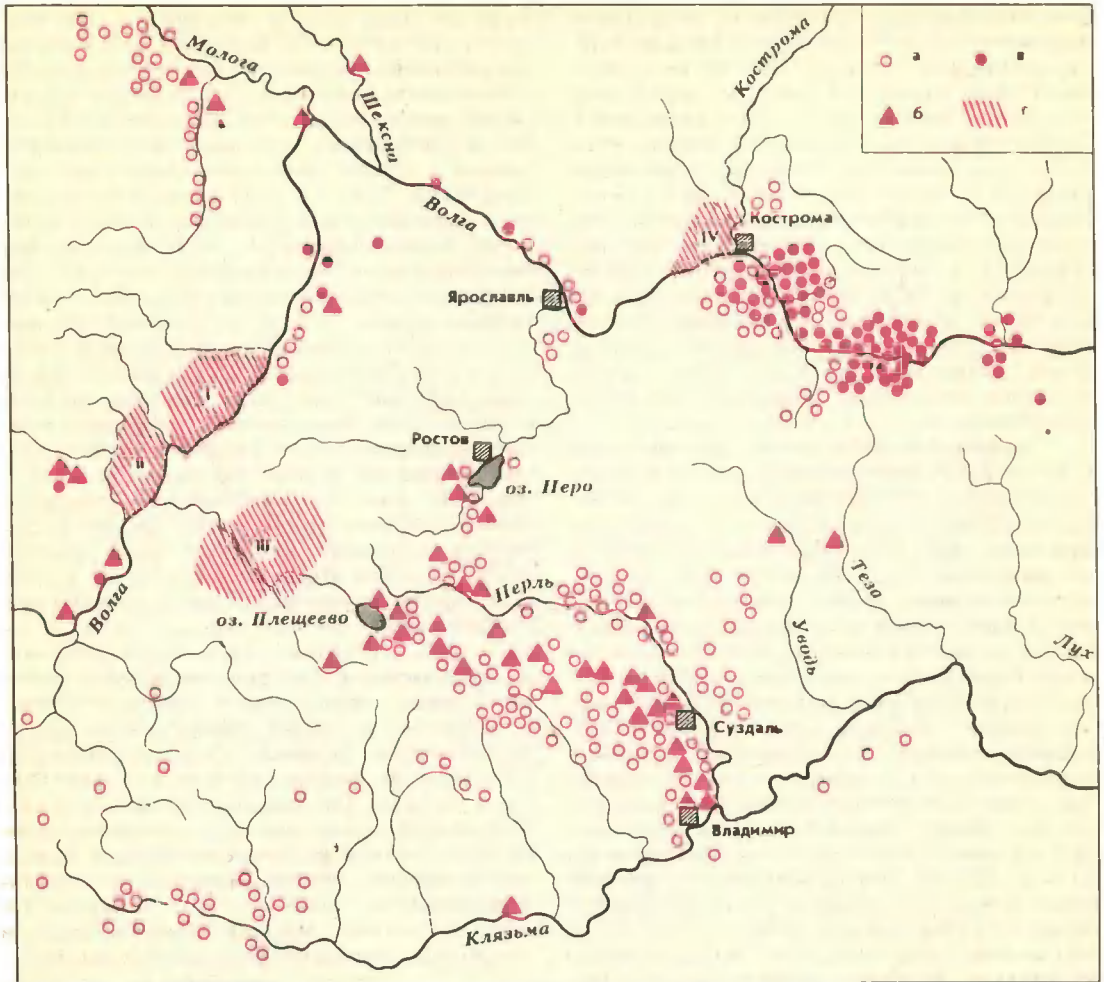 Молога
Шексна
Кострома
а
в
б
г
Волга
IV
Кострома
Ярославль
I
Ростов
оз. Неро
II
III
Волга
оз. Плещеево
Нерль
Теза
Уводь
Лух
Суздаль
Владимир
Клязьма